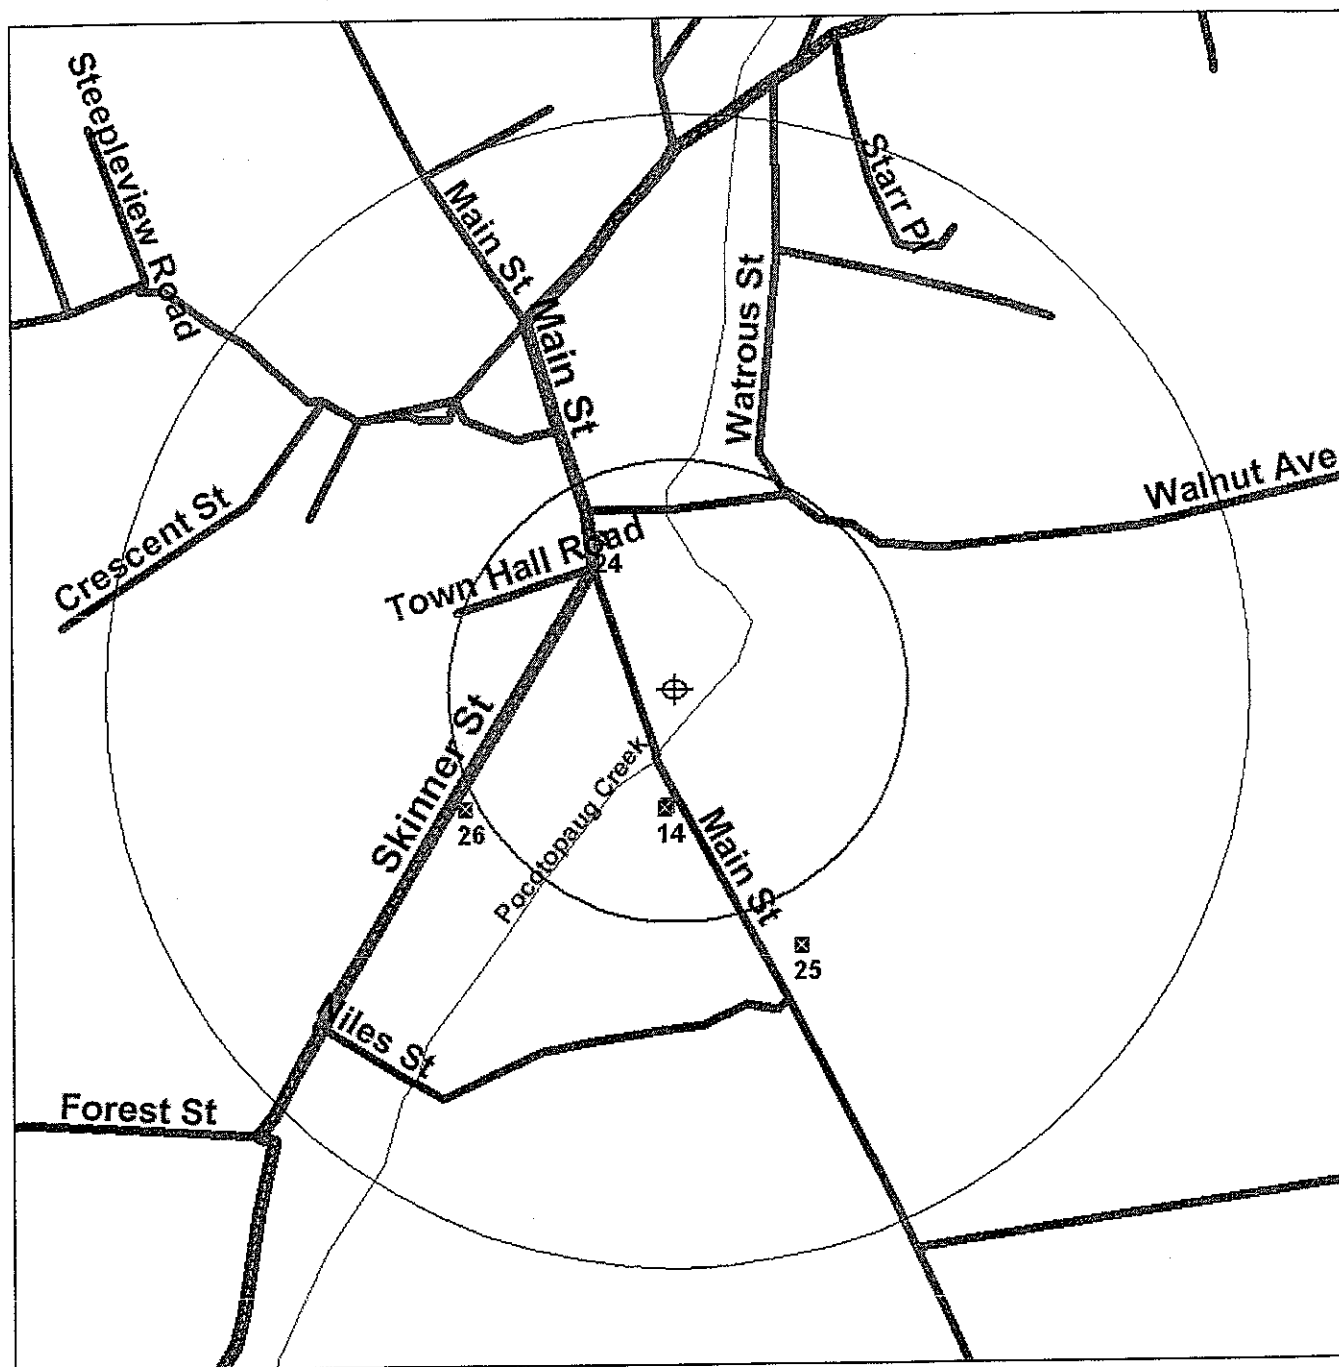 Steepleview Road
Main St
Starr Pl
Watrous St
Main St
Walnut Ave
Crescent St
Town Hall Road
24
Skinner St
Pocotopaug Creek
26
14
Main St
25
Niles St
Forest St